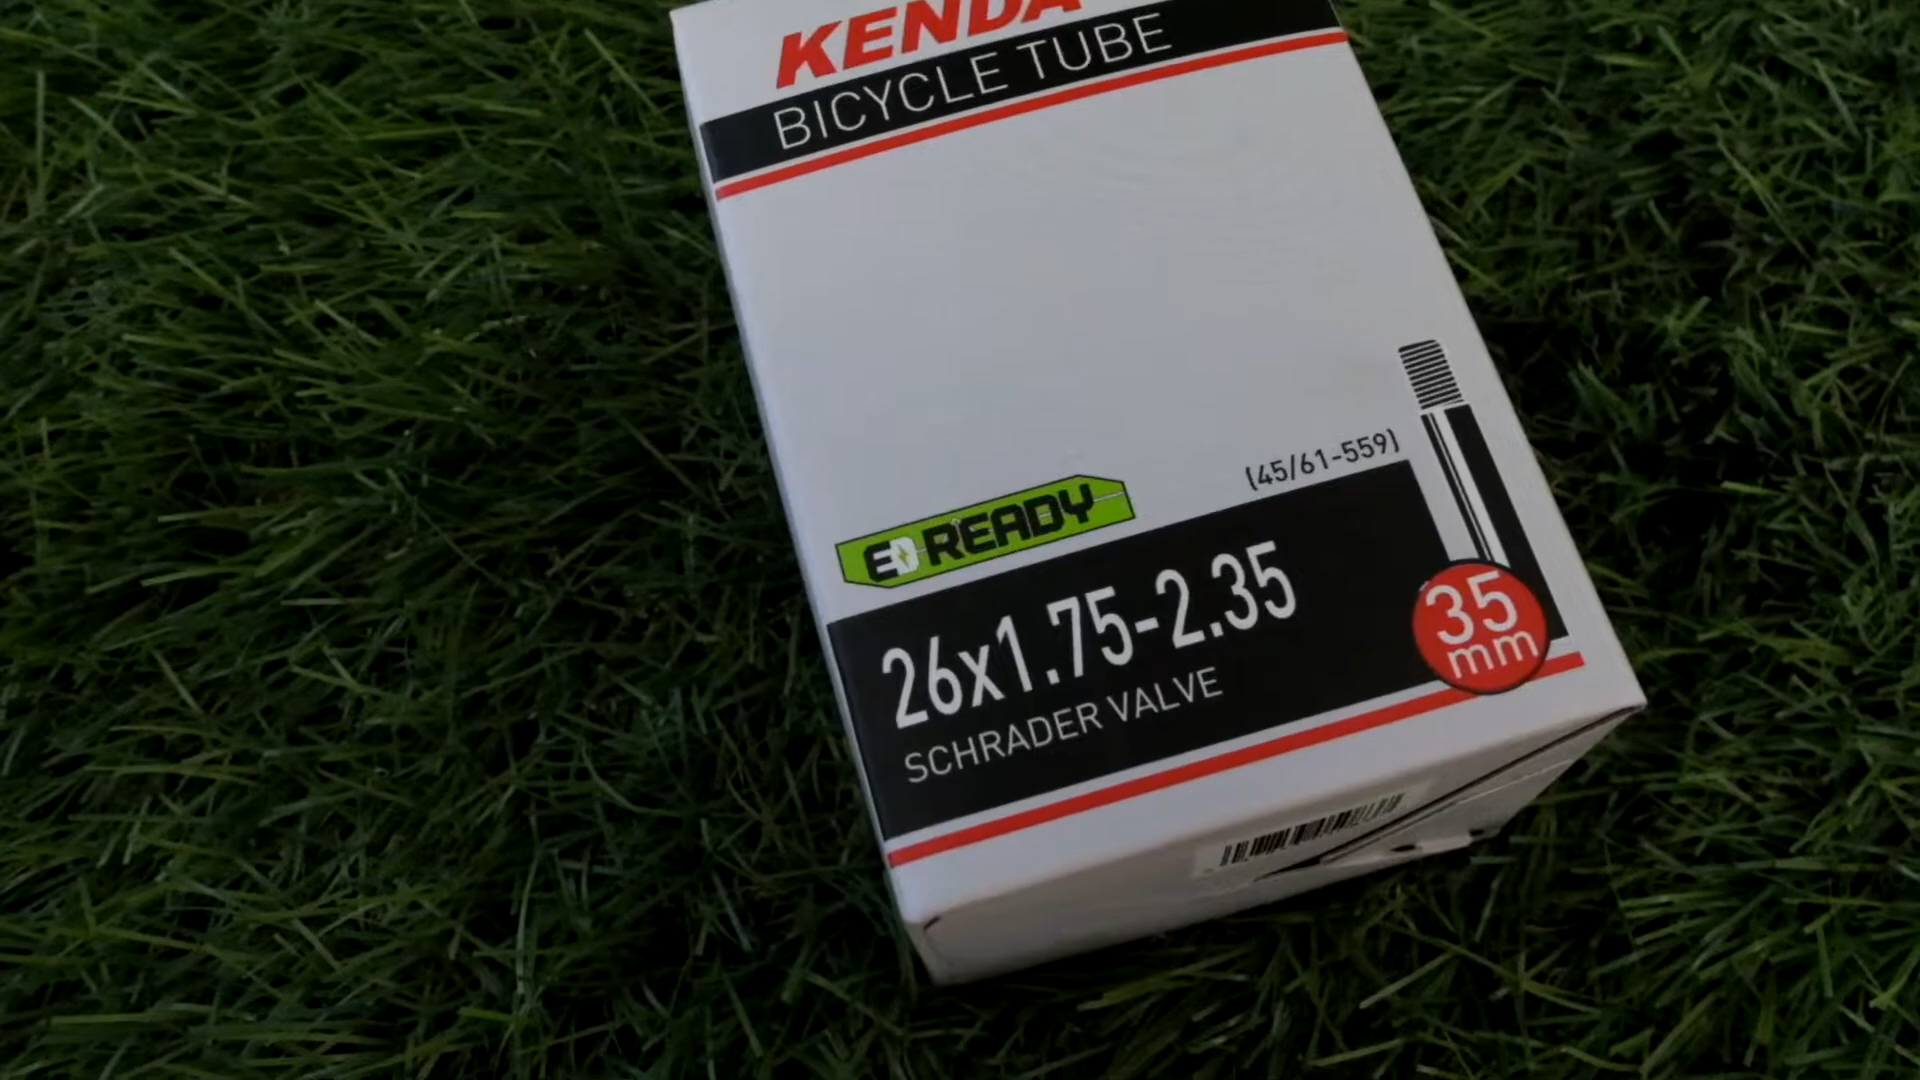 KENDA
BICYCLE TUBE
(45/61-559)
E READY
26x1.75-2.35
SCHRADER VALVE
35
mm